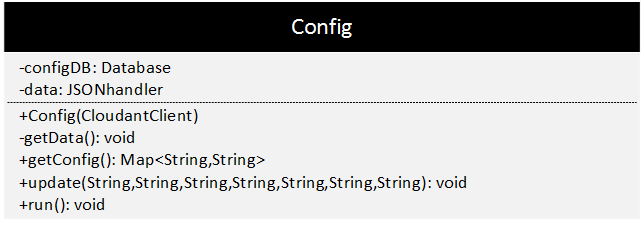 Config
-configDB: Database
-data: JSONhandler
+Config(CloudantClient)
-getData(): void
+getConfig(): Map<String,String>
+update(String,String,String,String,String,String,String): void
+run(): void